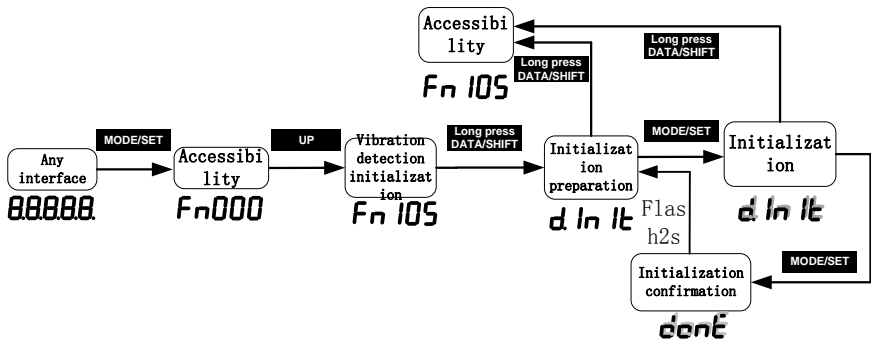 Accessibi
lity
Fn 105
Long press
DATA/SHIFT
Long press
DATA/SHIFT
MODE/SET
UP
Long press
DATA/SHIFT
MODE/SET
Any
interface
8.8.8.8.8.
Accessibi
lity
Fn000
Vibration
detection
initializat
ion
Fn 105
Initializat
ion
preparation
d. In It
Initializat
ion
d. In It
Flas
h2s
MODE/SET
Initialization
confirmation
donE